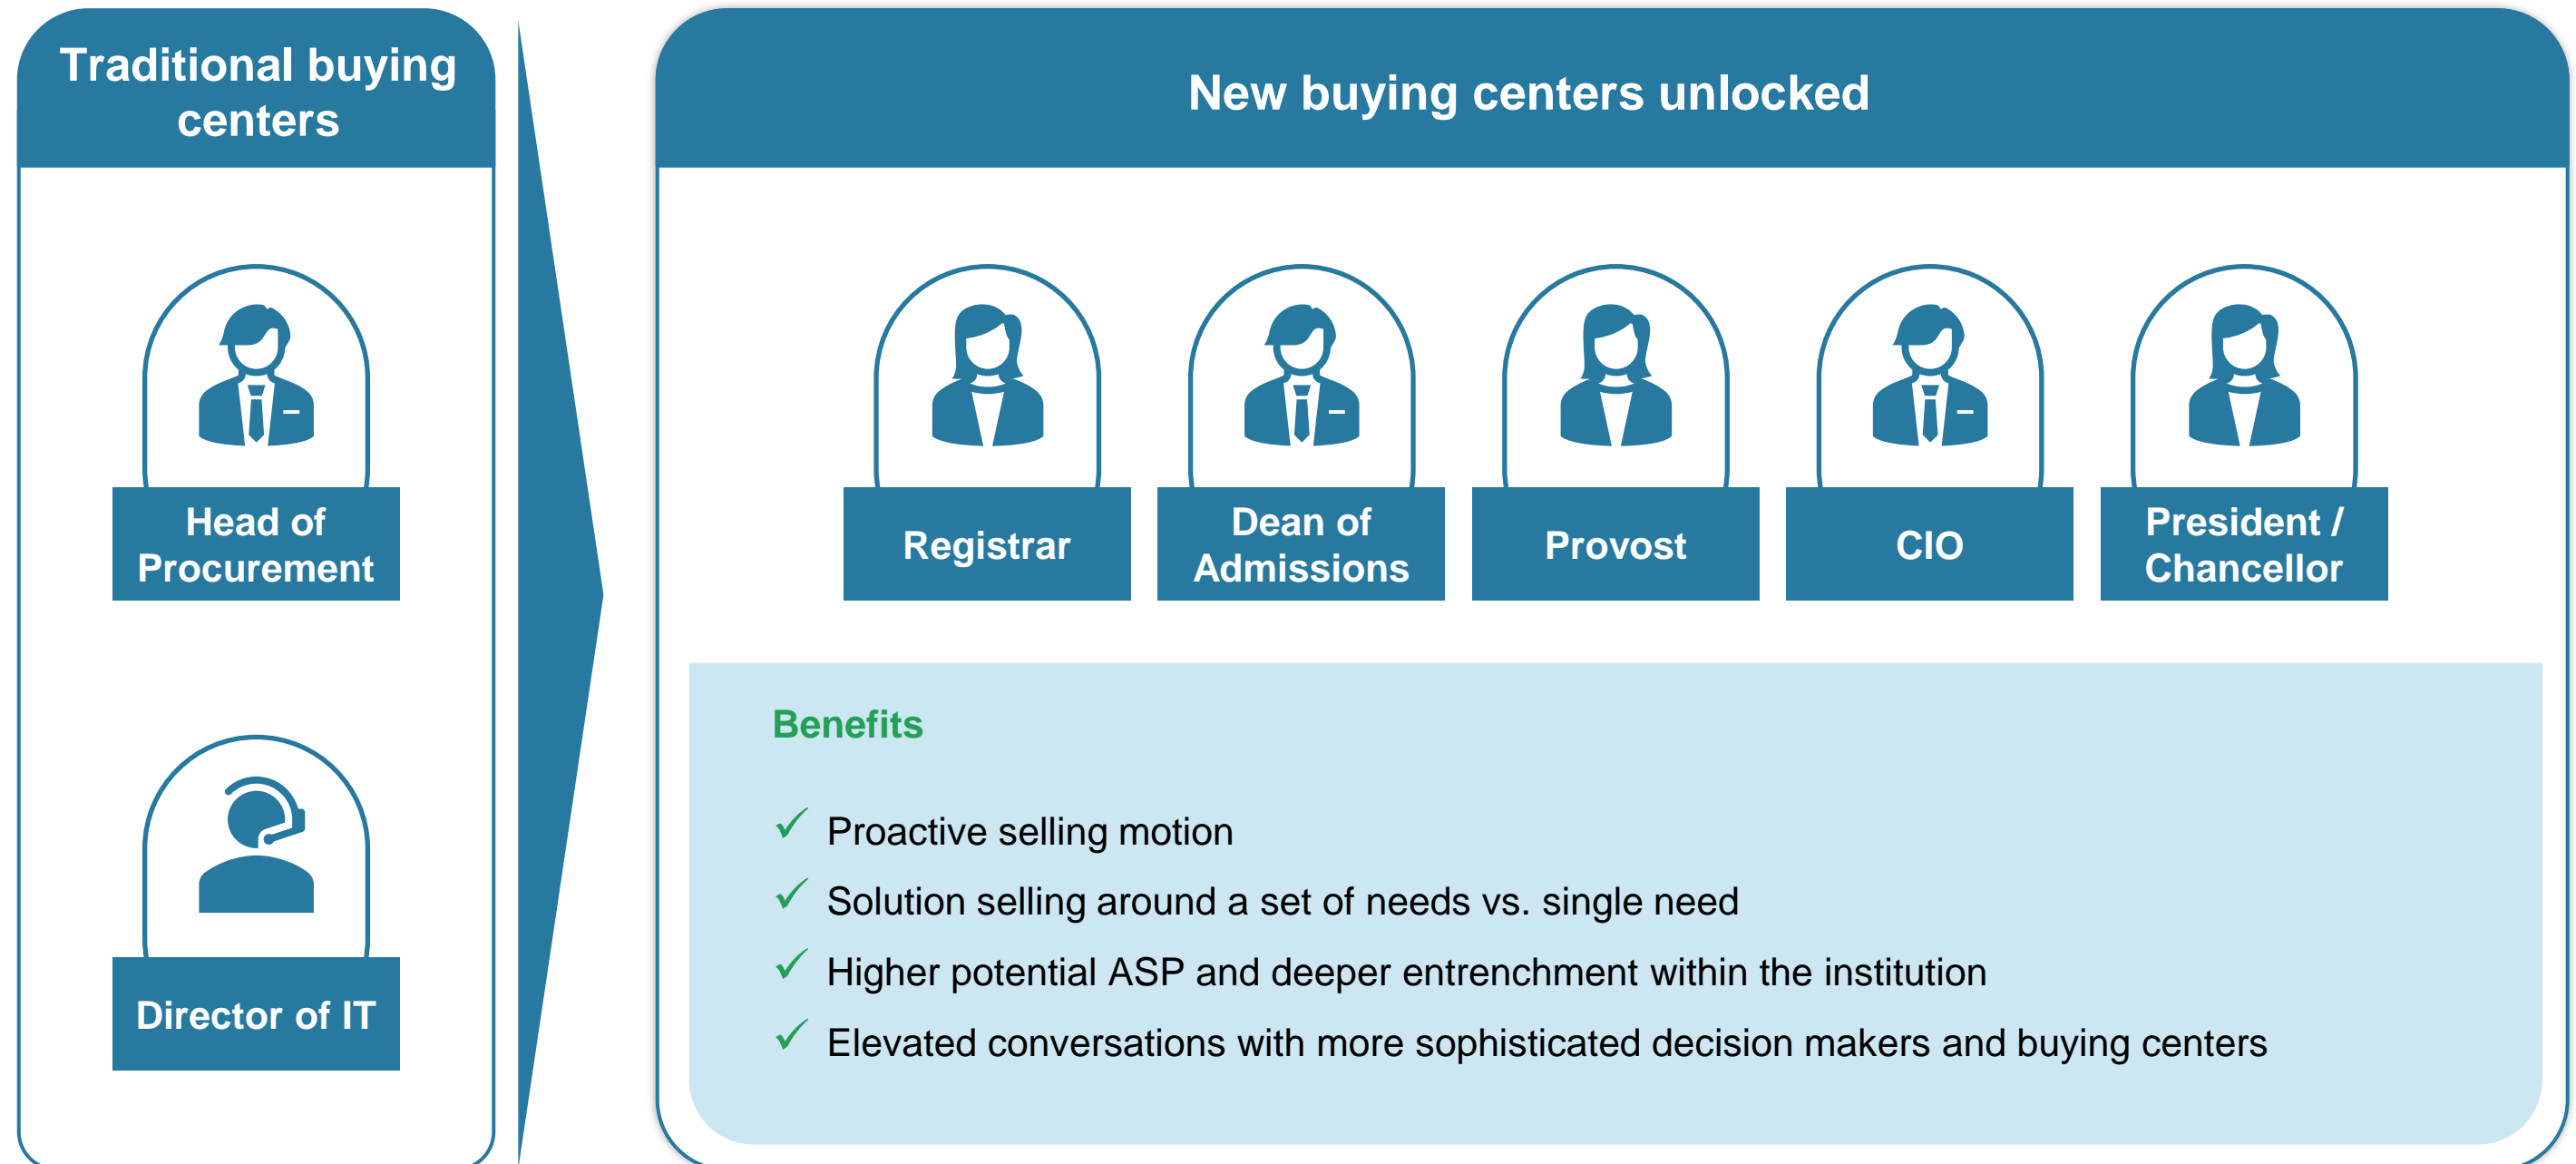 Traditional buying
centers
Head of
Procurement
Director of IT
New buying centers unlocked
Registrar
Dean of
Admissions
Provost
CIO
President /
Chancellor
Benefits
✓ Proactive selling motion
✓ Solution selling around a set of needs vs. single need
✓ Higher potential ASP and deeper entrenchment within the institution
✓ Elevated conversations with more sophisticated decision makers and buying centers